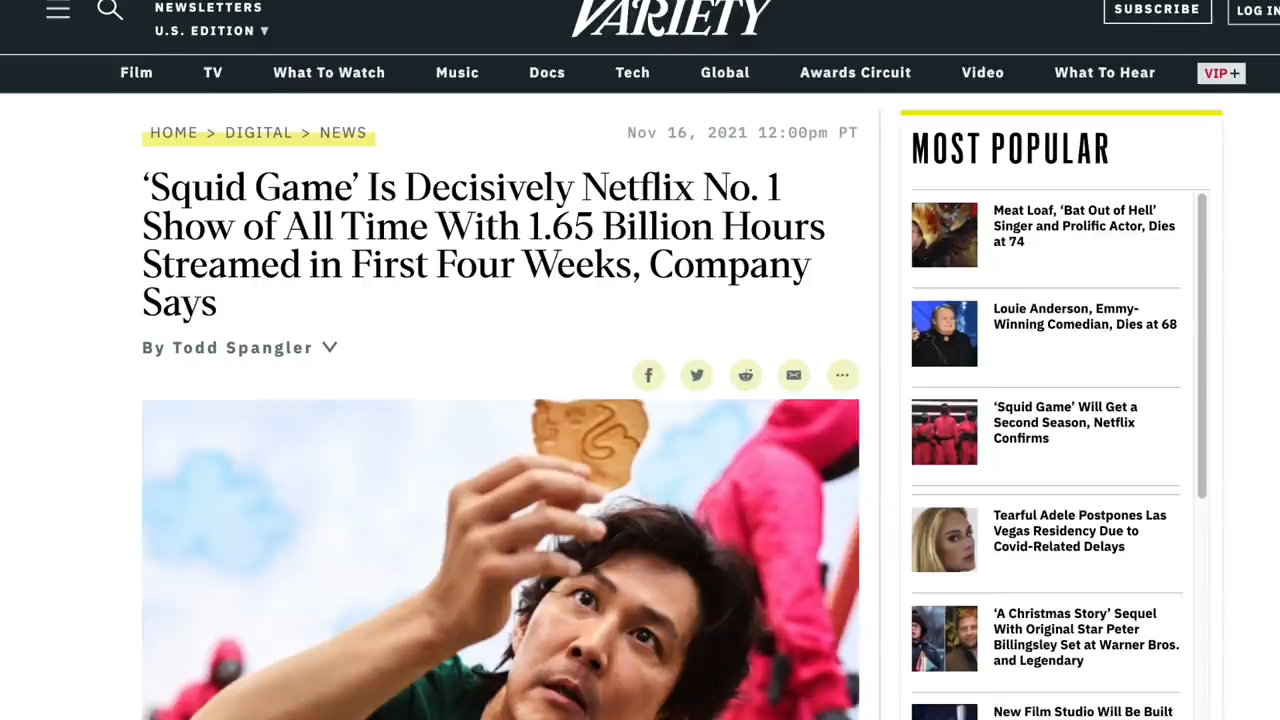 NEWSLETTERS
U.S. EDITION ▼
VARIETY
SUBSCRIBE
LOG IN
Film
TV
What To Watch
Music
Docs
Tech
Global
Awards Circuit
Video
What To Hear
VIP+
HOME > DIGITAL > NEWS
Nov 16, 2021 12:00pm PT
‘Squid Game’ Is Decisively Netflix No. 1
Show of All Time With 1.65 Billion Hours
Streamed in First Four Weeks, Company
Says
By Todd Spangler
MOST POPULAR
Meat Loaf, ‘Bat Out of Hell’
Singer and Prolific Actor, Dies
at 74
Louie Anderson, Emmy-
Winning Comedian, Dies at 68
‘Squid Game’ Will Get a
Second Season, Netflix
Confirms
Tearful Adele Postpones Las
Vegas Residency Due to
Covid-Related Delays
‘A Christmas Story’ Sequel
With Original Star Peter
Billingsley Set at Warner Bros.
and Legendary
New Film Studio Will Be Built